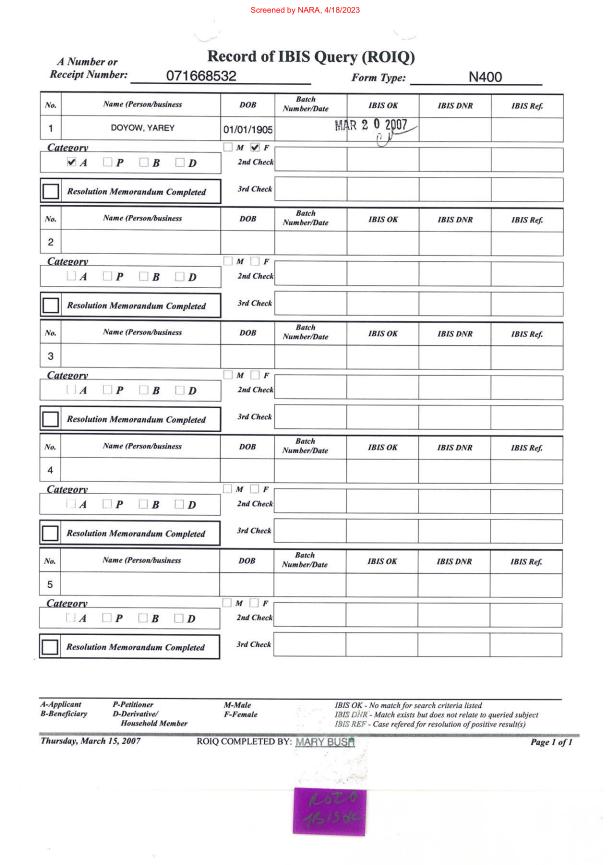 Screened by NARA, 4/18/2023
Record of IBIS Query (ROIQ)
A Number or
Receipt Number: 071668532 Form Type: N400
No. Name (Person/business DOB Batch Number/Date IBIS OK IBIS DNR IBIS Ref.
1 DOYOW, YAREY 01/01/1905 MAR 20 2007
Category M F
A P B D 2nd Check
Resolution Memorandum Completed 3rd Check
No. Name (Person/business DOB Batch Number/Date IBIS OK IBIS DNR IBIS Ref.
2
Category M F
A P B D 2nd Check
Resolution Memorandum Completed 3rd Check
No. Name (Person/business DOB Batch Number/Date IBIS OK IBIS DNR IBIS Ref.
3
Category M F
A P B D 2nd Check
Resolution Memorandum Completed 3rd Check
No. Name (Person/business DOB Batch Number/Date IBIS OK IBIS DNR IBIS Ref.
4
Category M F
A P B D 2nd Check
Resolution Memorandum Completed 3rd Check
No. Name (Person/business DOB Batch Number/Date IBIS OK IBIS DNR IBIS Ref.
5
Category M F
A P B D 2nd Check
Resolution Memorandum Completed 3rd Check
A-Applicant P-Petitioner M-Male IBIS OK - No match for search criteria listed
B-Beneficiary D-Derivative/ F-Female IBIS DNR - Match exists but does not relate to queried subject
Household Member IBIS REF - Case refered for resolution of positive result(s)
Thursday, March 15, 2007 ROIQ COMPLETED BY: MARY BUSH Page 1 of 1
ROIQ
IBIS OK